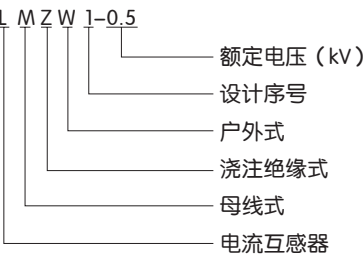 L M Z W 1–0.5
额定电压（kV）
设计序号
户外式
浇注绝缘式
母线式
电流互感器